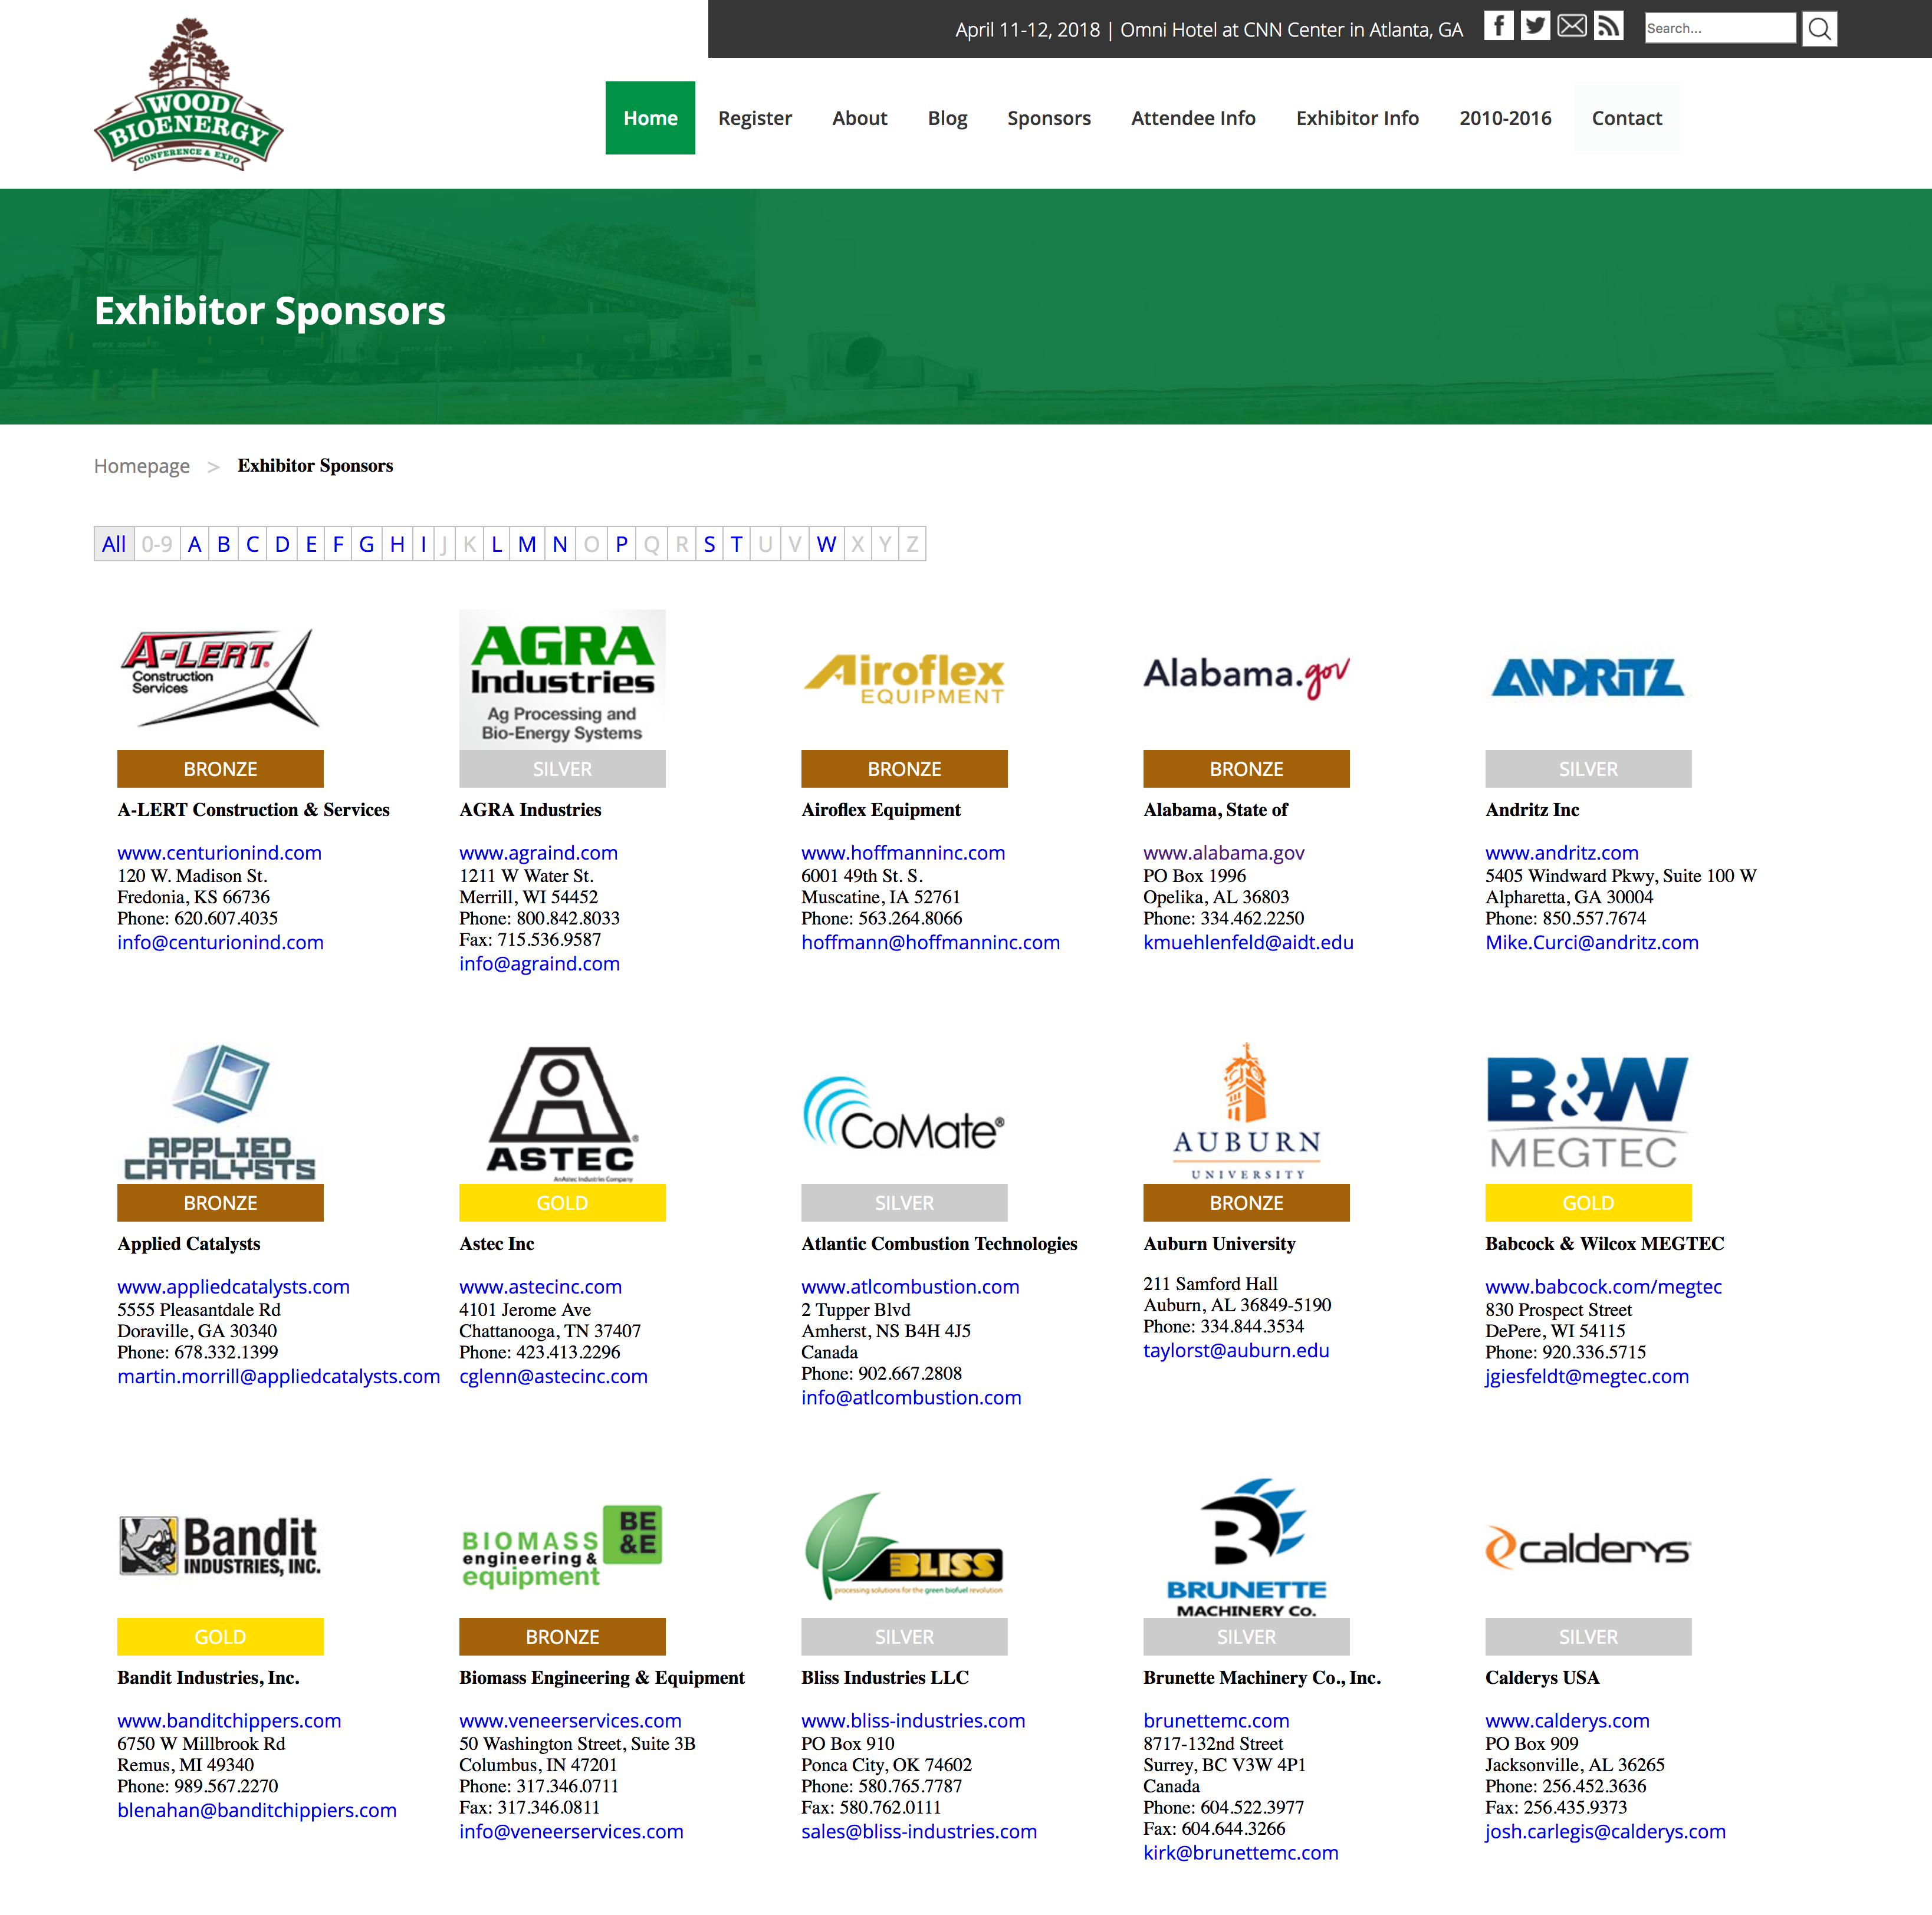 WOOD
BIOENERGY
CONFERENCE & EXPO
April 11-12, 2018 | Omni Hotel at CNN Center in Atlanta, GA
Search...
Home Register About Blog Sponsors Attendee Info Exhibitor Info 2010-2016 Contact
Exhibitor Sponsors
Homepage > Exhibitor Sponsors
All 0-9 A B C D E F G H I J K L M N O P Q R S T U V W X Y Z
A-LERT®
Construction
Services
BRONZE
A-LERT Construction & Services
www.centurionind.com
120 W. Madison St.
Fredonia, KS 66736
Phone: 620.607.4035
info@centurionind.com
AGRA
Industries
Ag Processing and
Bio-Energy Systems
SILVER
AGRA Industries
www.agraind.com
1211 W Water St.
Merrill, WI 54452
Phone: 800.842.8033
Fax: 715.536.9587
info@agraind.com
Airoflex
EQUIPMENT
BRONZE
Airoflex Equipment
www.hoffmanninc.com
6001 49th St. S.
Muscatine, IA 52761
Phone: 563.264.8066
hoffmann@hoffmanninc.com
Alabama.gov
BRONZE
Alabama, State of
www.alabama.gov
PO Box 1996
Opelika, AL 36803
Phone: 334.462.2250
kmuehlenfeld@aidt.edu
ANDRITZ
SILVER
Andritz Inc
www.andritz.com
5405 Windward Pkwy, Suite 100 W
Alpharetta, GA 30004
Phone: 850.557.7674
Mike.Curci@andritz.com
APPLIED
CATALYSTS
BRONZE
Applied Catalysts
www.appliedcatalysts.com
5555 Pleasantdale Rd
Doraville, GA 30340
Phone: 678.332.1399
martin.morrill@appliedcatalysts.com
ASTEC®
An Astec Industries Company
GOLD
Astec Inc
www.astecinc.com
4101 Jerome Ave
Chattanooga, TN 37407
Phone: 423.413.2296
cglenn@astecinc.com
CoMate®
SILVER
Atlantic Combustion Technologies
www.atlcombustion.com
2 Tupper Blvd
Amherst, NS B4H 4J5
Canada
Phone: 902.667.2808
info@atlcombustion.com
AUBURN
UNIVERSITY
BRONZE
Auburn University
211 Samford Hall
Auburn, AL 36849-5190
Phone: 334.844.3534
taylorst@auburn.edu
B&W
MEGTEC
GOLD
Babcock & Wilcox MEGTEC
www.babcock.com/megtec
830 Prospect Street
DePere, WI 54115
Phone: 920.336.5715
jgiesfeldt@megtec.com
Bandit
INDUSTRIES, INC.
GOLD
Bandit Industries, Inc.
www.banditchippers.com
6750 W Millbrook Rd
Remus, MI 49340
Phone: 989.567.2270
blenahan@banditchippiers.com
BIOMASS
engineering &
equipment
BE
&E
BRONZE
Biomass Engineering & Equipment
www.veneerservices.com
50 Washington Street, Suite 3B
Columbus, IN 47201
Phone: 317.346.0711
Fax: 317.346.0811
info@veneerservices.com
BLISS
processing solutions for the green biofuel revolution
SILVER
Bliss Industries LLC
www.bliss-industries.com
PO Box 910
Ponca City, OK 74602
Phone: 580.765.7787
Fax: 580.762.0111
sales@bliss-industries.com
BRUNETTE
MACHINERY CO.
SILVER
Brunette Machinery Co., Inc.
brunettemc.com
8717-132nd Street
Surrey, BC V3W 4P1
Canada
Phone: 604.522.3977
Fax: 604.644.3266
kirk@brunettemc.com
calderys
SILVER
Calderys USA
www.calderys.com
PO Box 909
Jacksonville, AL 36265
Phone: 256.452.3636
Fax: 256.435.9373
josh.carlegis@calderys.com